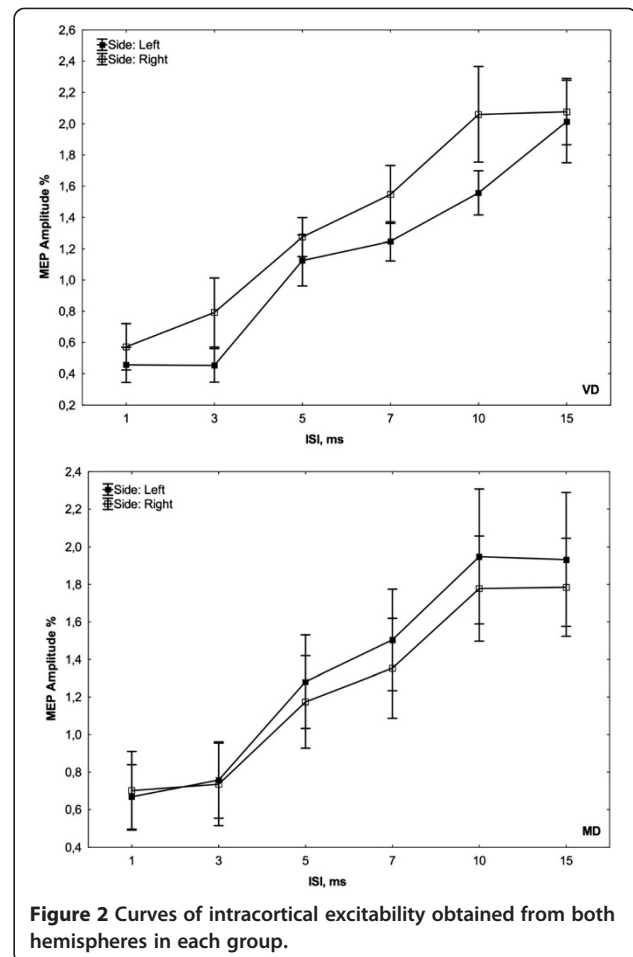 2,6
2,4
2,2
2,0
1,8
1,6
1,4
1,2
1,0
0,8
0,6
0,4
0,2
MEP Amplitude %
Side: Left
Side: Right
1 3 5 7 10 15
ISI, ms
VD
2,4
2,2
2,0
1,8
1,6
1,4
1,2
1,0
0,8
0,6
0,4
MEP Amplitude %
Side: Left
Side: Right
1 3 5 7 10 15
ISI, ms
MD
Figure 2 Curves of intracortical excitability obtained from both
hemispheres in each group.